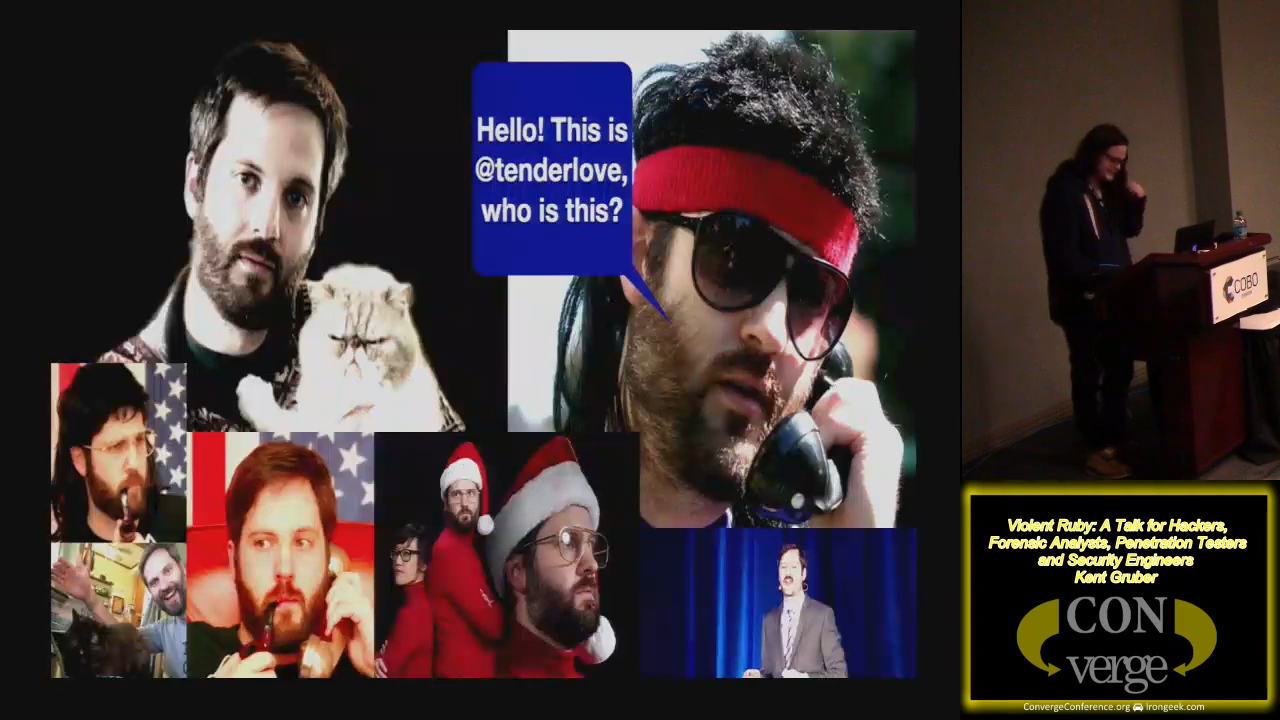 Hello! This is
@tenderlove,
who is this?
COBO
Violent Ruby: A Talk for Hackers,
Forensic Analysts, Penetration Testers
and Security Engineers
Kent Gruber
CON
verge
ConvergeConference.org Irongeek.com